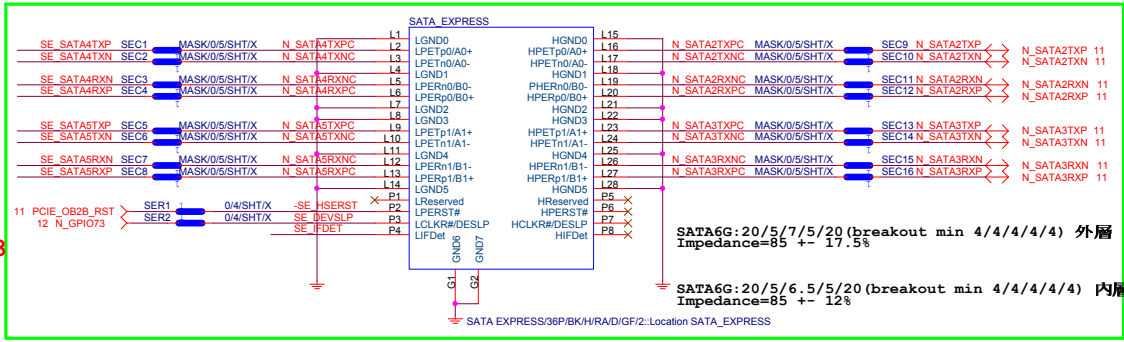 SATA_EXPRESS
L1 LGND0 HGND0 L15
SE_SATA4TXP SEC1 MASK/0/5/SHT/X N_SATA4TXPC L2 LPETp0/A0+ HPETp0/A0+ L16 N_SATA2TXPC MASK/0/5/SHT/X SEC9 N_SATA2TXP N_SATA2TXP 11
SE_SATA4TXN SEC2 MASK/0/5/SHT/X N_SATA4TXNC L3 LPETn0/A0- HPETn0/A0- L17 N_SATA2TXNC MASK/0/5/SHT/X SEC10 N_SATA2TXN N_SATA2TXN 11
L4 LGND1 HGND1 L18
SE_SATA4RXN SEC3 MASK/0/5/SHT/X N_SATA4RXNC L5 LPERn0/B0- PHERn0/B0- L19 N_SATA2RXNC MASK/0/5/SHT/X SEC11 N_SATA2RXN N_SATA2RXN 11
SE_SATA4RXP SEC4 MASK/0/5/SHT/X N_SATA4RXPC L6 LPERp0/B0+ HPERp0/B0+ L20 N_SATA2RXPC MASK/0/5/SHT/X SEC12 N_SATA2RXP N_SATA2RXP 11
L7 LGND2 HGND2 L21
L8 LGND3 HGND3 L22
SE_SATA5TXP SEC5 MASK/0/5/SHT/X N_SATA5TXPC L9 LPETp1/A1+ HPETp1/A1+ L23 N_SATA3TXPC MASK/0/5/SHT/X SEC13 N_SATA3TXP N_SATA3TXP 11
SE_SATA5TXN SEC6 MASK/0/5/SHT/X N_SATA5TXNC L10 LPETn1/A1- HPETn1/A1- L24 N_SATA3TXNC MASK/0/5/SHT/X SEC14 N_SATA3TXN N_SATA3TXN 11
L11 LGND4 HGND4 L25
SE_SATA5RXN SEC7 MASK/0/5/SHT/X N_SATA5RXNC L12 LPERn1/B1- HPERn1/B1- L26 N_SATA3RXNC MASK/0/5/SHT/X SEC15 N_SATA3RXN N_SATA3RXN 11
SE_SATA5RXP SEC8 MASK/0/5/SHT/X N_SATA5RXPC L13 LPERp1/B1+ HPERp1/B1+ L27 N_SATA3RXPC MASK/0/5/SHT/X SEC16 N_SATA3RXP N_SATA3RXP 11
L14 LGND5 HGND5 L28
P1 LReserved HReserved P5
11 PCIE_OB2B_RST SER1 0/4/SHT/X -SE_HSERST P2 LPERST# HPERST# P6
12 N_GPIO73 SER2 0/4/SHT/X SE_DEVSLP P3 LCLKR#/DESLP HCLKR#/DESLP P7
SE_IFDET P4 LIFDet HIFDet P8
GND6 GND7
G1 G2
SATA6G:20/5/7/5/20(breakout min 4/4/4/4/4) 外層
Impedance=85 +- 17.5%
SATA6G:20/5/6.5/5/20(breakout min 4/4/4/4/4) 內層
Impedance=85 +- 12%
SATA EXPRESS/36P/BK/H/RA/D/GF/2::Location SATA_EXPRESS